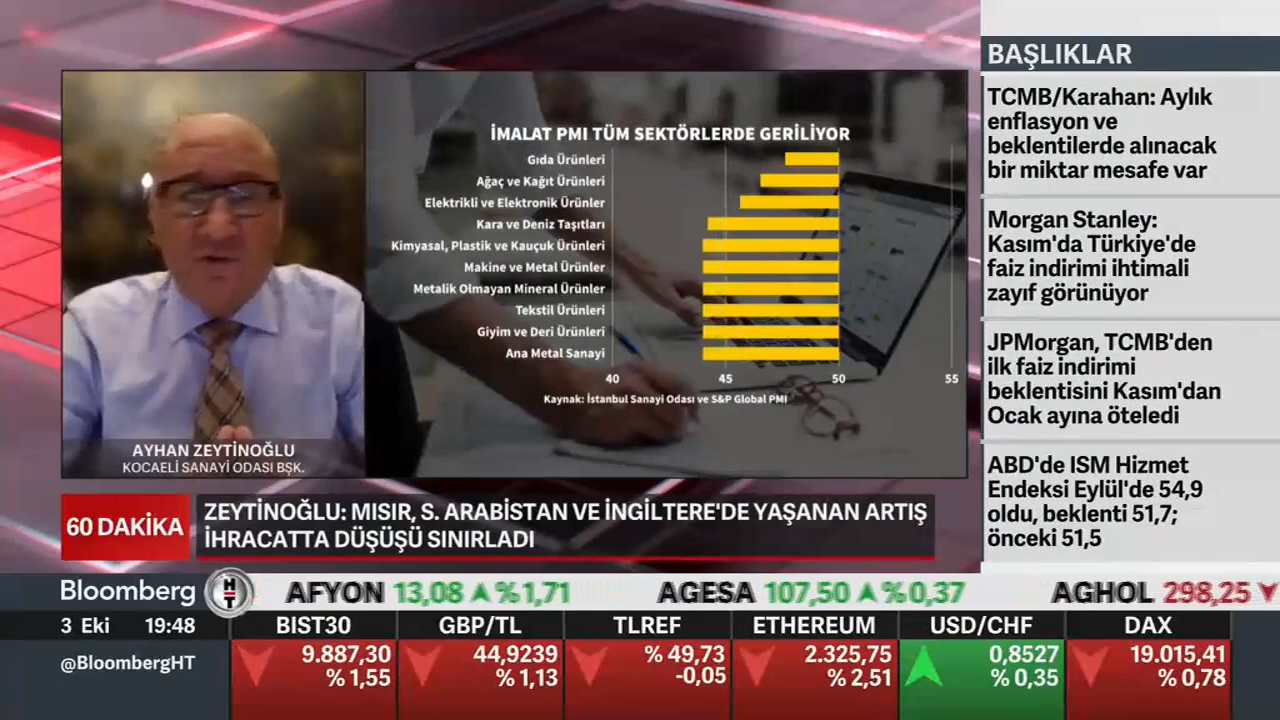 BAŞLIKLAR
TCMB/Karahan: Aylık
enflasyon ve
beklentilerde alınacak
bir miktar mesafe var
Morgan Stanley:
Kasım'da Türkiye'de
faiz indirimi ihtimali
zayıf görünüyor
JPMorgan, TCMB'den
ilk faiz indirimi
beklentisini Kasım'dan
Ocak ayına öteledi
ABD'de ISM Hizmet
Endeksi Eylül'de 54,9
oldu, beklenti 51,7;
önceki 51,5
İMALAT PMI TÜM SEKTÖRLERDE GERİLİYOR
Gıda Ürünleri
Ağaç ve Kağıt Ürünleri
Elektrikli ve Elektronik Ürünler
Kara ve Deniz Taşıtları
Kimyasal, Plastik ve Kauçuk Ürünleri
Makine ve Metal Ürünler
Metalik Olmayan Mineral Ürünler
Tekstil Ürünleri
Giyim ve Deri Ürünleri
Ana Metal Sanayi
40 45 50 55
Kaynak: İstanbul Sanayi Odası ve S&P Global PMI
AYHAN ZEYTİNOĞLU
KOCAELİ SANAYİ ODASI BŞK.
60 DAKİKA
ZEYTİNOĞLU: MISIR, S. ARABİSTAN VE İNGİLTERE'DE YAŞANAN ARTIŞ
İHRACATTA DÜŞÜŞÜ SINIRLADI
Bloomberg HT AFYON 13,08 %1,71 AGESA 107,50 %0,37 AGHOL 298,25
3 Eki 19:48 BIST30 GBP/TL TLREF ETHEREUM USD/CHF DAX
@BloombergHT 9.887,30 44,9239 % 49,73 2.325,75 0,8527 19.015,41
% 1,55 % 1,13 -0,05 % 2,51 % 0,35 % 0,78